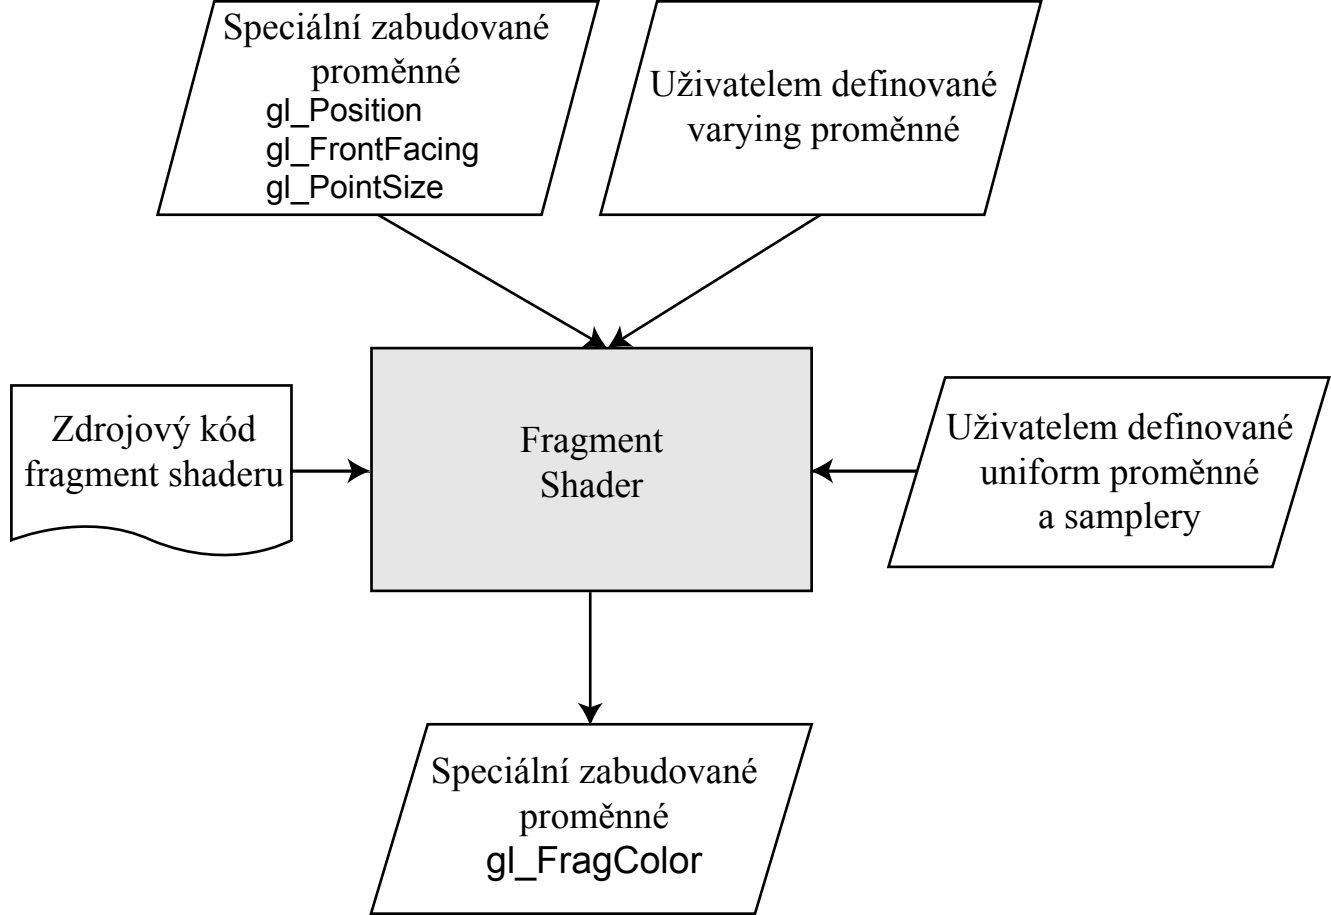 Speciální zabudované
proměnné
gl_Position
gl_FrontFacing
gl_PointSize
Uživatelem definované
varying proměnné
Zdrojový kód
fragment shaderu
Fragment
Shader
Uživatelem definované
uniform proměnné
a samplery
Speciální zabudované
proměnné
gl_FragColor